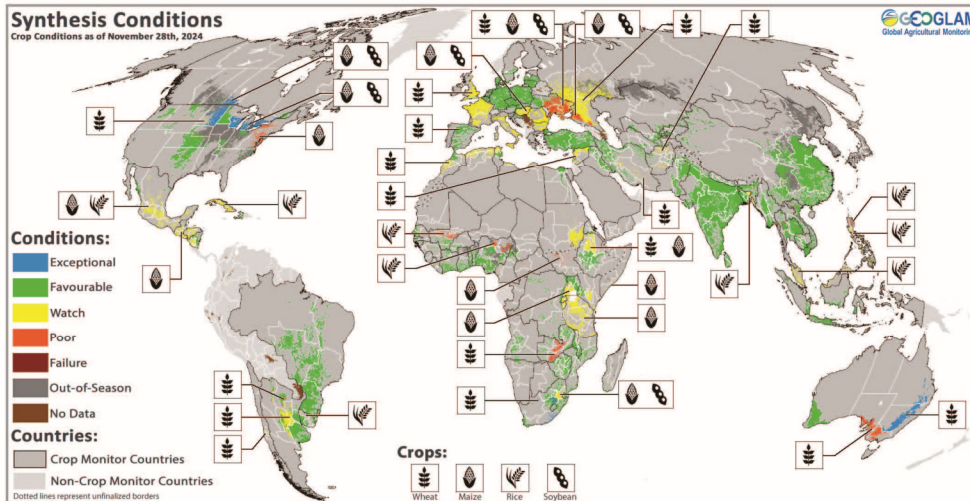 Synthesis Conditions
Crop Conditions as of November 28th, 2024
GEOGLAM
Global Agricultural Monitoring
Conditions:
Exceptional
Favourable
Watch
Poor
Failure
Out-of-Season
No Data
Countries:
Crop Monitor Countries
Non-Crop Monitor Countries
Dotted lines represent unfinalized borders
Crops:
Wheat
Maize
Rice
Soybean